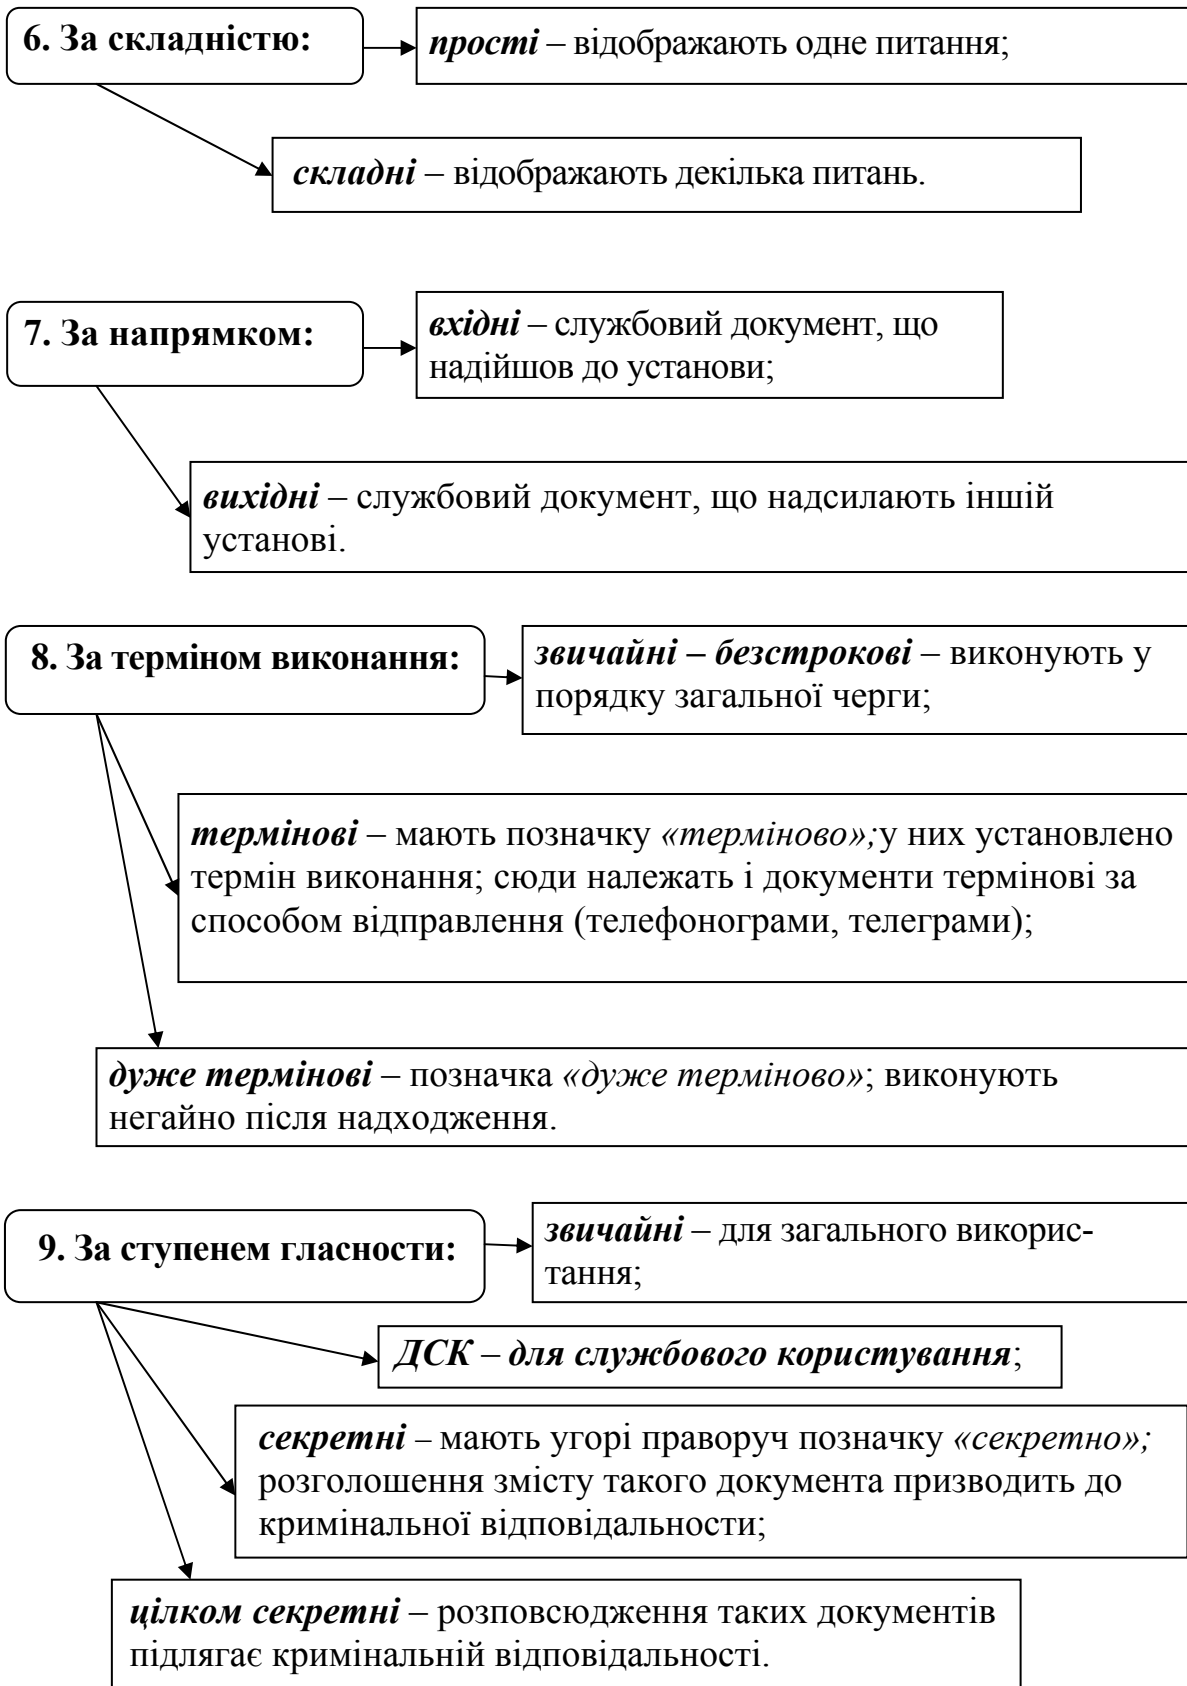 6. За складністю:
прості – відображають одне питання;
складні – відображають декілька питань.
7. За напрямком:
вхідні – службовий документ, що
надійшов до установи;
вихідні – службовий документ, що надсилають іншій
установі.
8. За терміном виконання:
звичайні – безстрокові – виконують у
порядку загальної черги;
термінові – мають позначку «терміново»;у них установлено
термін виконання; сюди належать і документи термінові за
способом відправлення (телефонограми, телеграми);
дуже термінові – позначка «дуже терміново»; виконують
негайно після надходження.
9. За ступенем гласности:
звичайні – для загального викорис-
тання;
ДСК – для службового користування;
секретні – мають угорі праворуч позначку «секретно»;
розголошення змісту такого документа призводить до
кримінальної відповідальности;
цілком секретні – розповсюдження таких документів
підлягає кримінальній відповідальності.